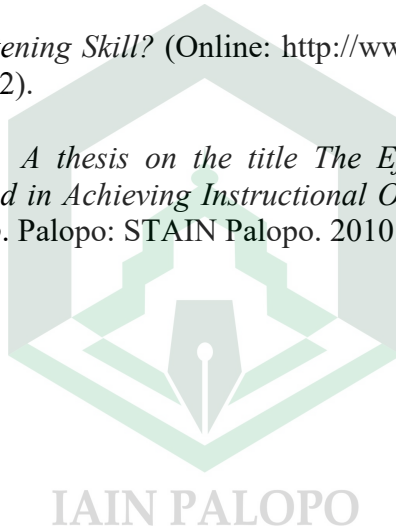 ening Skill? (Online: http://ww
2).
A thesis on the title The E
d in Achieving Instructional O
. Palopo: STAIN Palopo. 2010
IAIN PALOPO